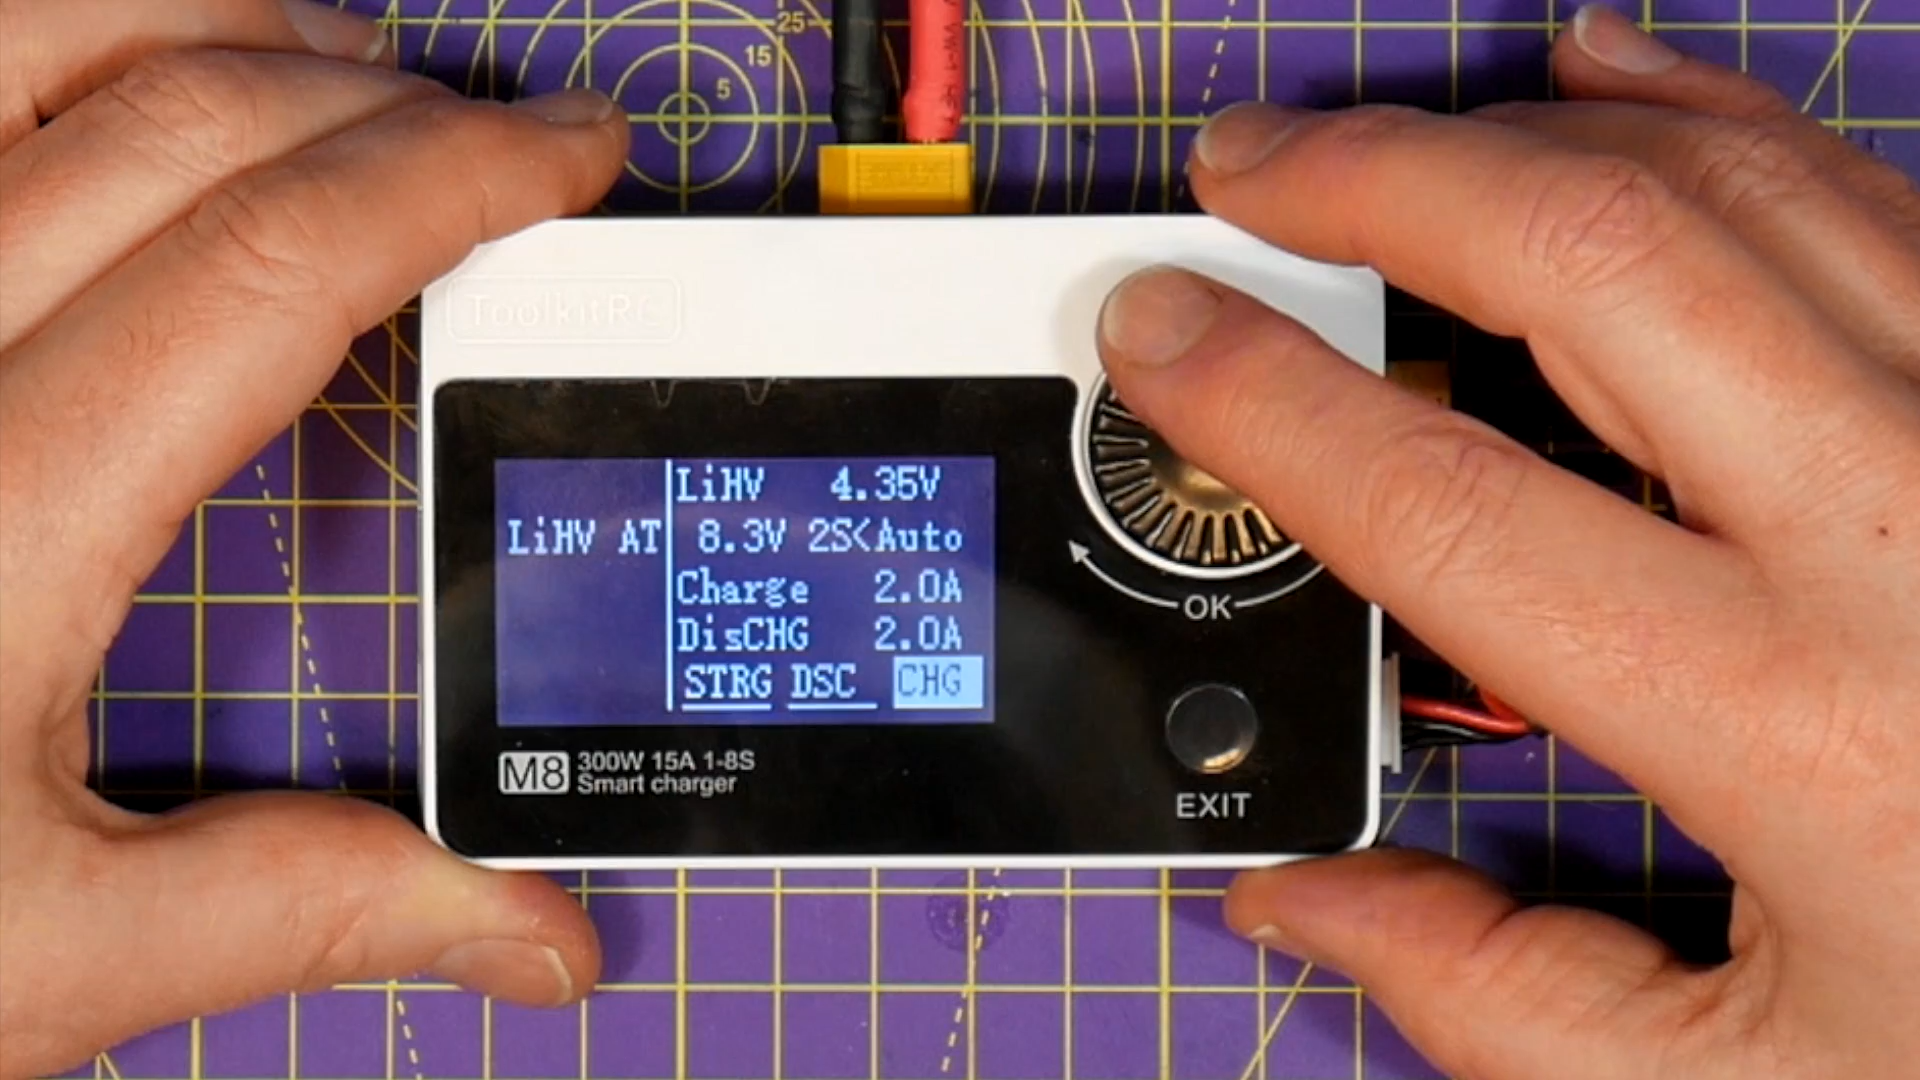 25
15
5
ToolkitRC
LiHV 4.35V
LiHV AT 8.3V 2S<Auto
Charge 2.0A
DisCHG 2.0A
STRG DSC CHG
OK
M8 300W 15A 1-8S
Smart charger
EXIT